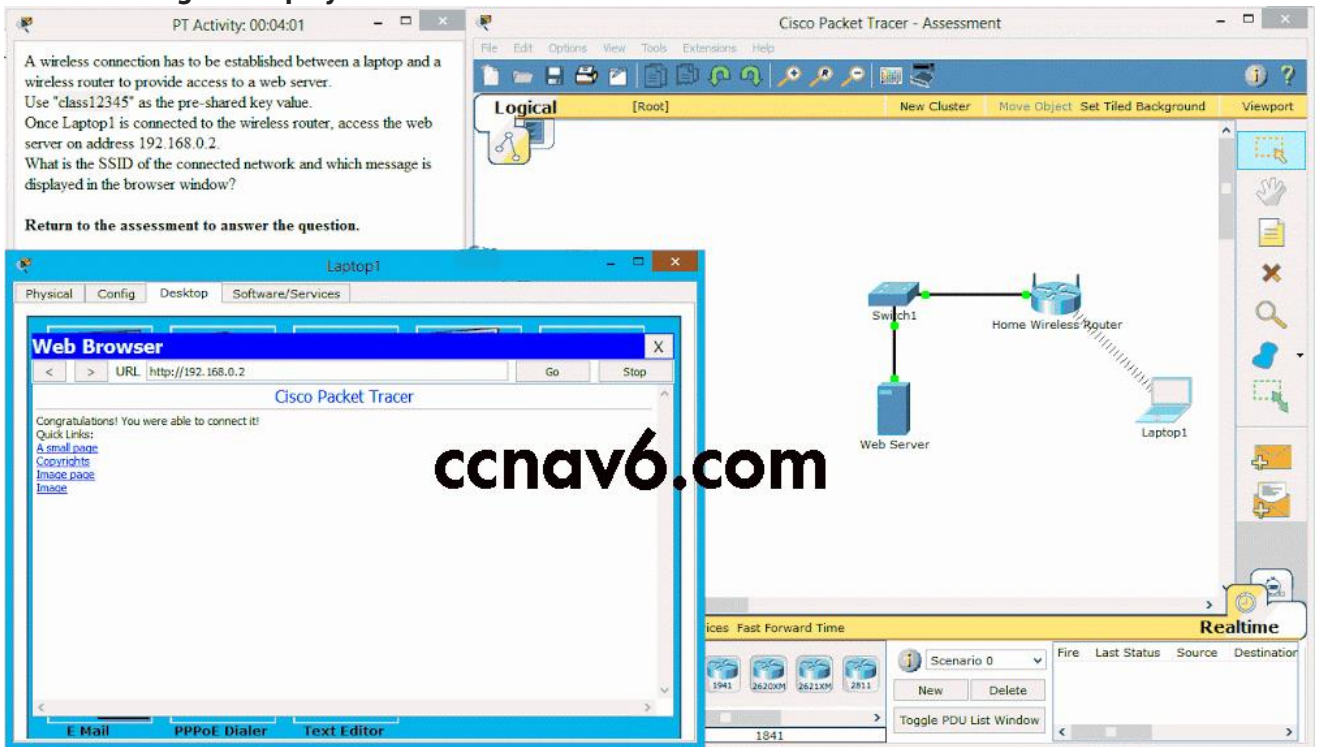 PT Activity: 00:04:01
A wireless connection has to be established between a laptop and a
wireless router to provide access to a web server.
Use "class12345" as the pre-shared key value.
Once Laptop1 is connected to the wireless router, access the web
server on address 192.168.0.2.
What is the SSID of the connected network and which message is
displayed in the browser window?
Return to the assessment to answer the question.
Cisco Packet Tracer - Assessment
File Edit Options View Tools Extensions Help
Logical [Root] New Cluster Move Object Set Tiled Background Viewport
Laptop1
Physical Config Desktop Software/Services
Web Browser X
< > URL http://192.168.0.2 Go Stop
Cisco Packet Tracer
Congratulations! You were able to connect it!
Quick Links:
A small page
Copyrights
Image page
Image
E Mail PPPoE Dialer Text Editor
Switch1
Home Wireless Router
Web Server
Laptop1
ccnav6.com
ices Fast Forward Time
Realtime
1941 2620XM 2621XM 2811
1841
Scenario 0
New Delete
Toggle PDU List Window
Fire Last Status Source Destination